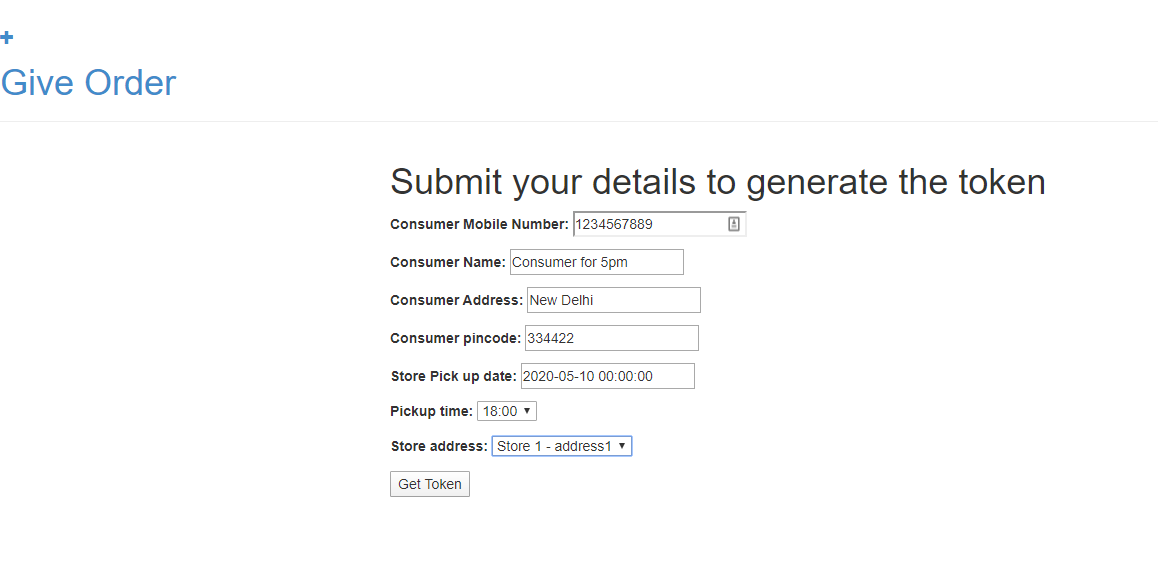 +
Give Order
Submit your details to generate the token
Consumer Mobile Number: 1234567889
Consumer Name: Consumer for 5pm
Consumer Address: New Delhi
Consumer pincode: 334422
Store Pick up date: 2020-05-10 00:00:00
Pickup time: 18:00
Store address: Store 1 - address1
Get Token